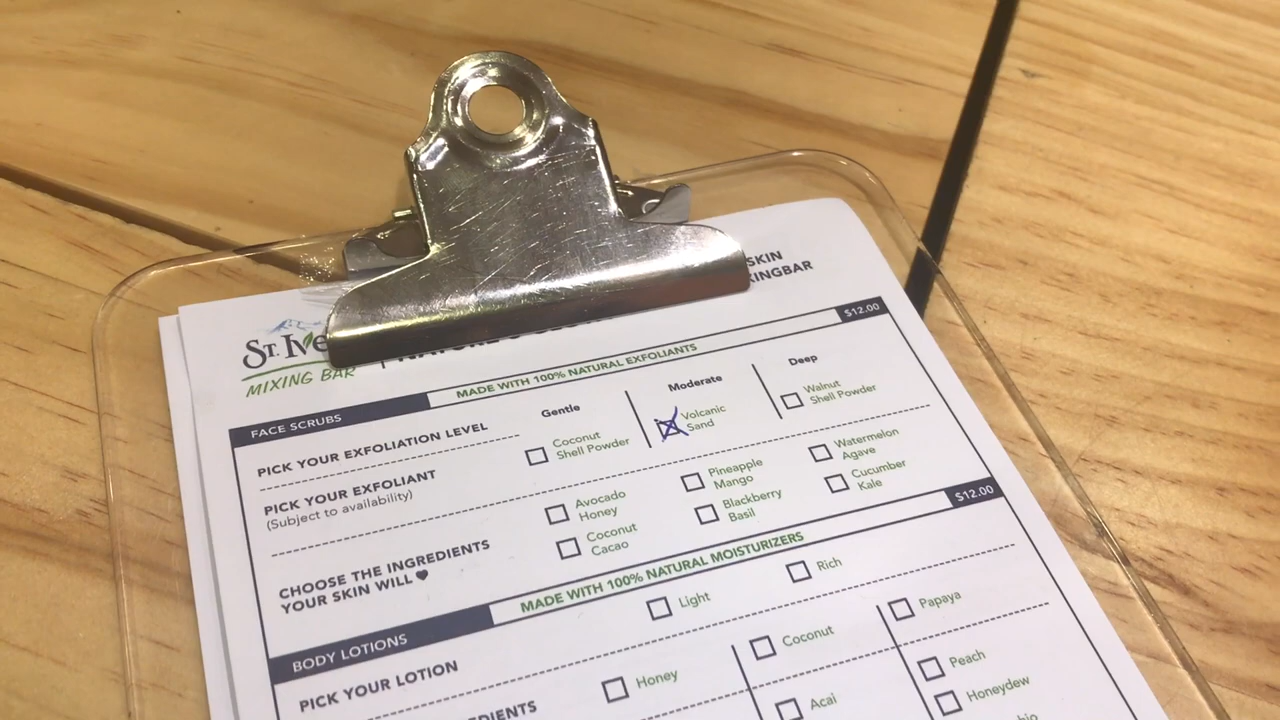 SKIN
KINGBAR
ST. IVE
MIXING BAR
FACE SCRUBS
MADE WITH 100% NATURAL EXFOLIANTS
$12.00
PICK YOUR EXFOLIATION LEVEL
Gentle
Moderate
Deep
PICK YOUR EXFOLIANT
(Subject to availability)
Coconut
Shell Powder
Volcanic
Sand
Walnut
Shell Powder
CHOOSE THE INGREDIENTS
YOUR SKIN WILL ♥
Avocado
Honey
Pineapple
Mango
Watermelon
Agave
Coconut
Cacao
Blackberry
Basil
Cucumber
Kale
BODY LOTIONS
MADE WITH 100% NATURAL MOISTURIZERS
$12.00
PICK YOUR LOTION
Light
Rich
EDIENTS
Honey
Coconut
Papaya
Acai
Peach
Honeydew